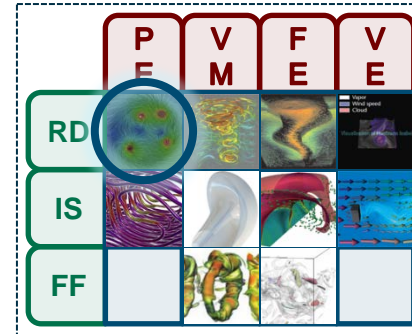 P V F V
E M E E
Vapor
Wind speed
Cloud
RD
IS
FF